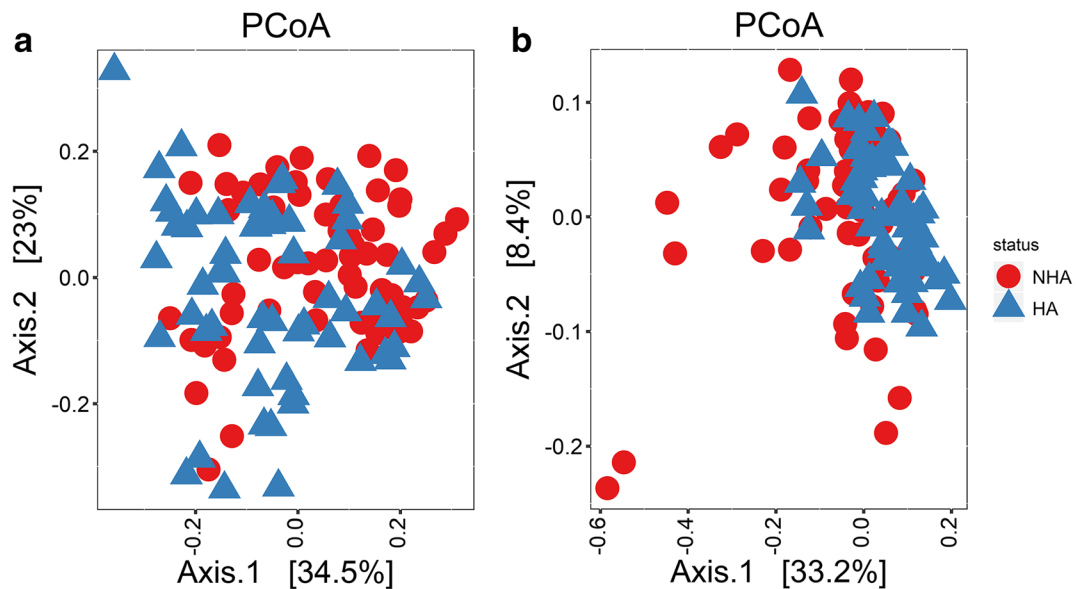 a
PCoA
0.2
0.0
-0.2
Axis.2 [23%]
-0.2
0.0
0.2
Axis.1 [34.5%]
b
PCoA
0.1
0.0
-0.1
-0.2
Axis.2 [8.4%]
-0.6
-0.4
-0.2
0.0
0.2
Axis.1 [33.2%]
status
NHA
HA